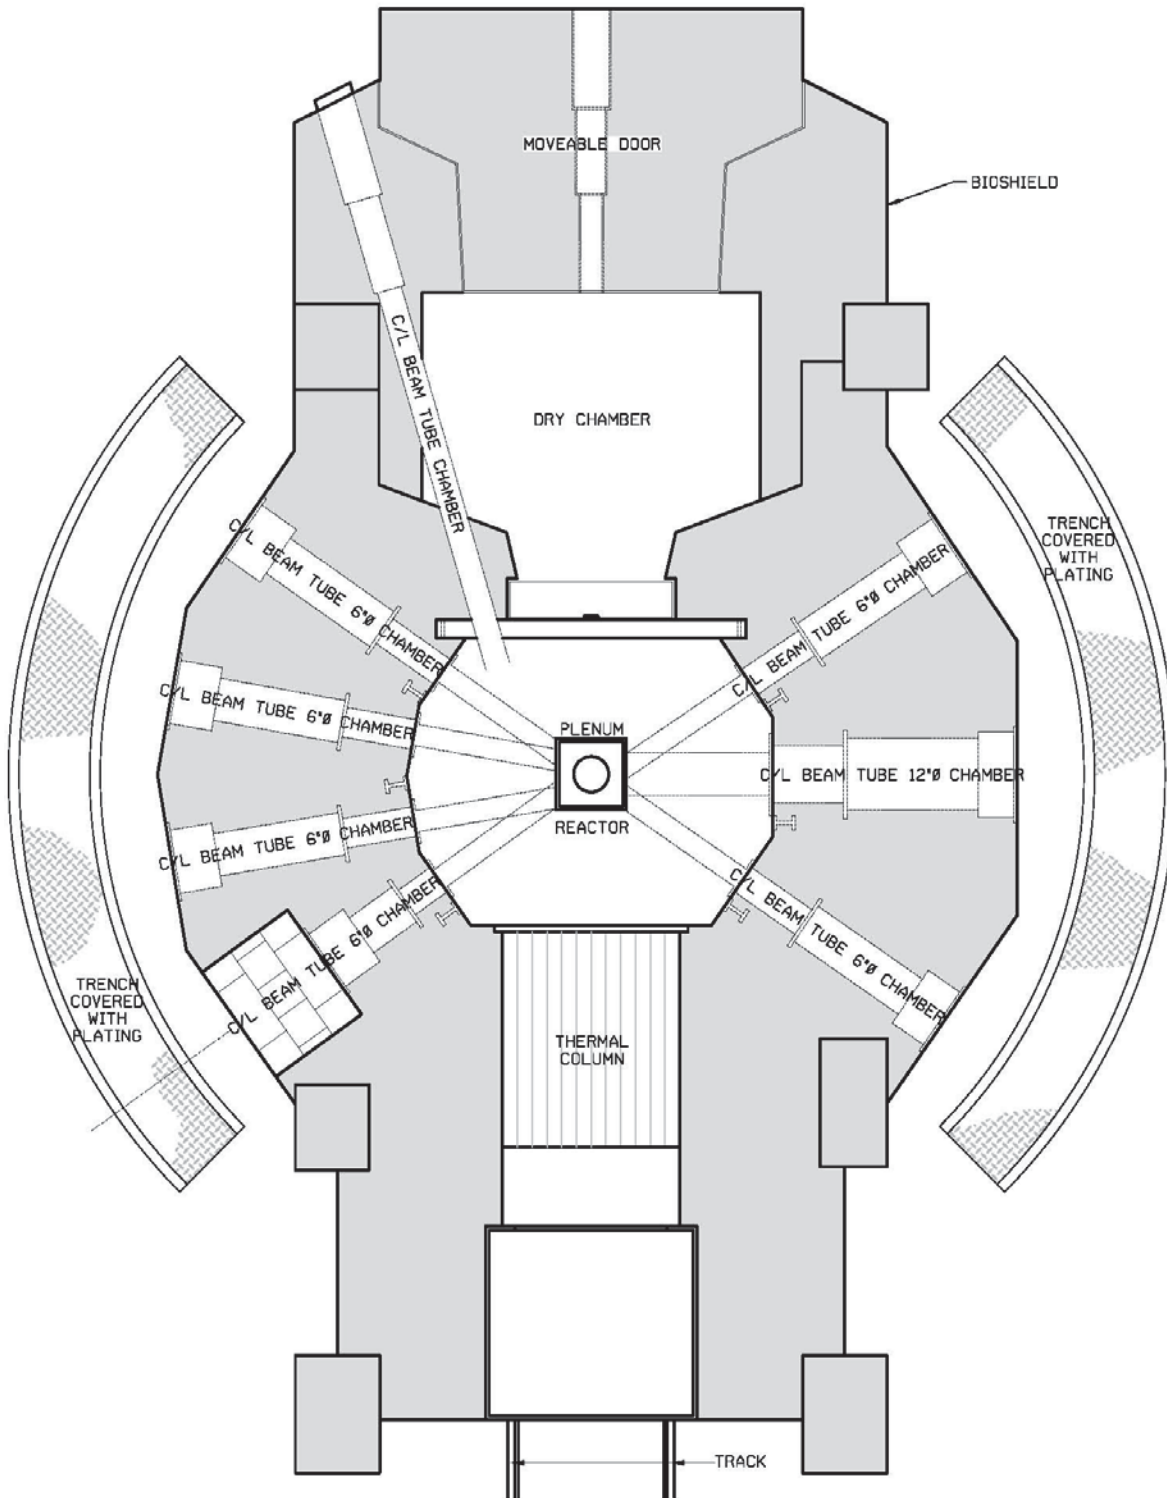 MOVEABLE DOOR
BIOSHIELD
C/L BEAM TUBE CHAMBER
DRY CHAMBER
TRENCH
COVERED
WITH
PLATING
C/L BEAM TUBE 6"Ø CHAMBER
C/L BEAM TUBE 6"Ø CHAMBER
C/L BEAM TUBE 6"Ø CHAMBER
PLENUM
C/L BEAM TUBE 12"Ø CHAMBER
REACTOR
C/L BEAM TUBE 6"Ø CHAMBER
C/L BEAM TUBE 6"Ø CHAMBER
C/L BEAM TUBE 6"Ø CHAMBER
TRENCH
COVERED
WITH
PLATING
THERMAL
COLUMN
TRACK